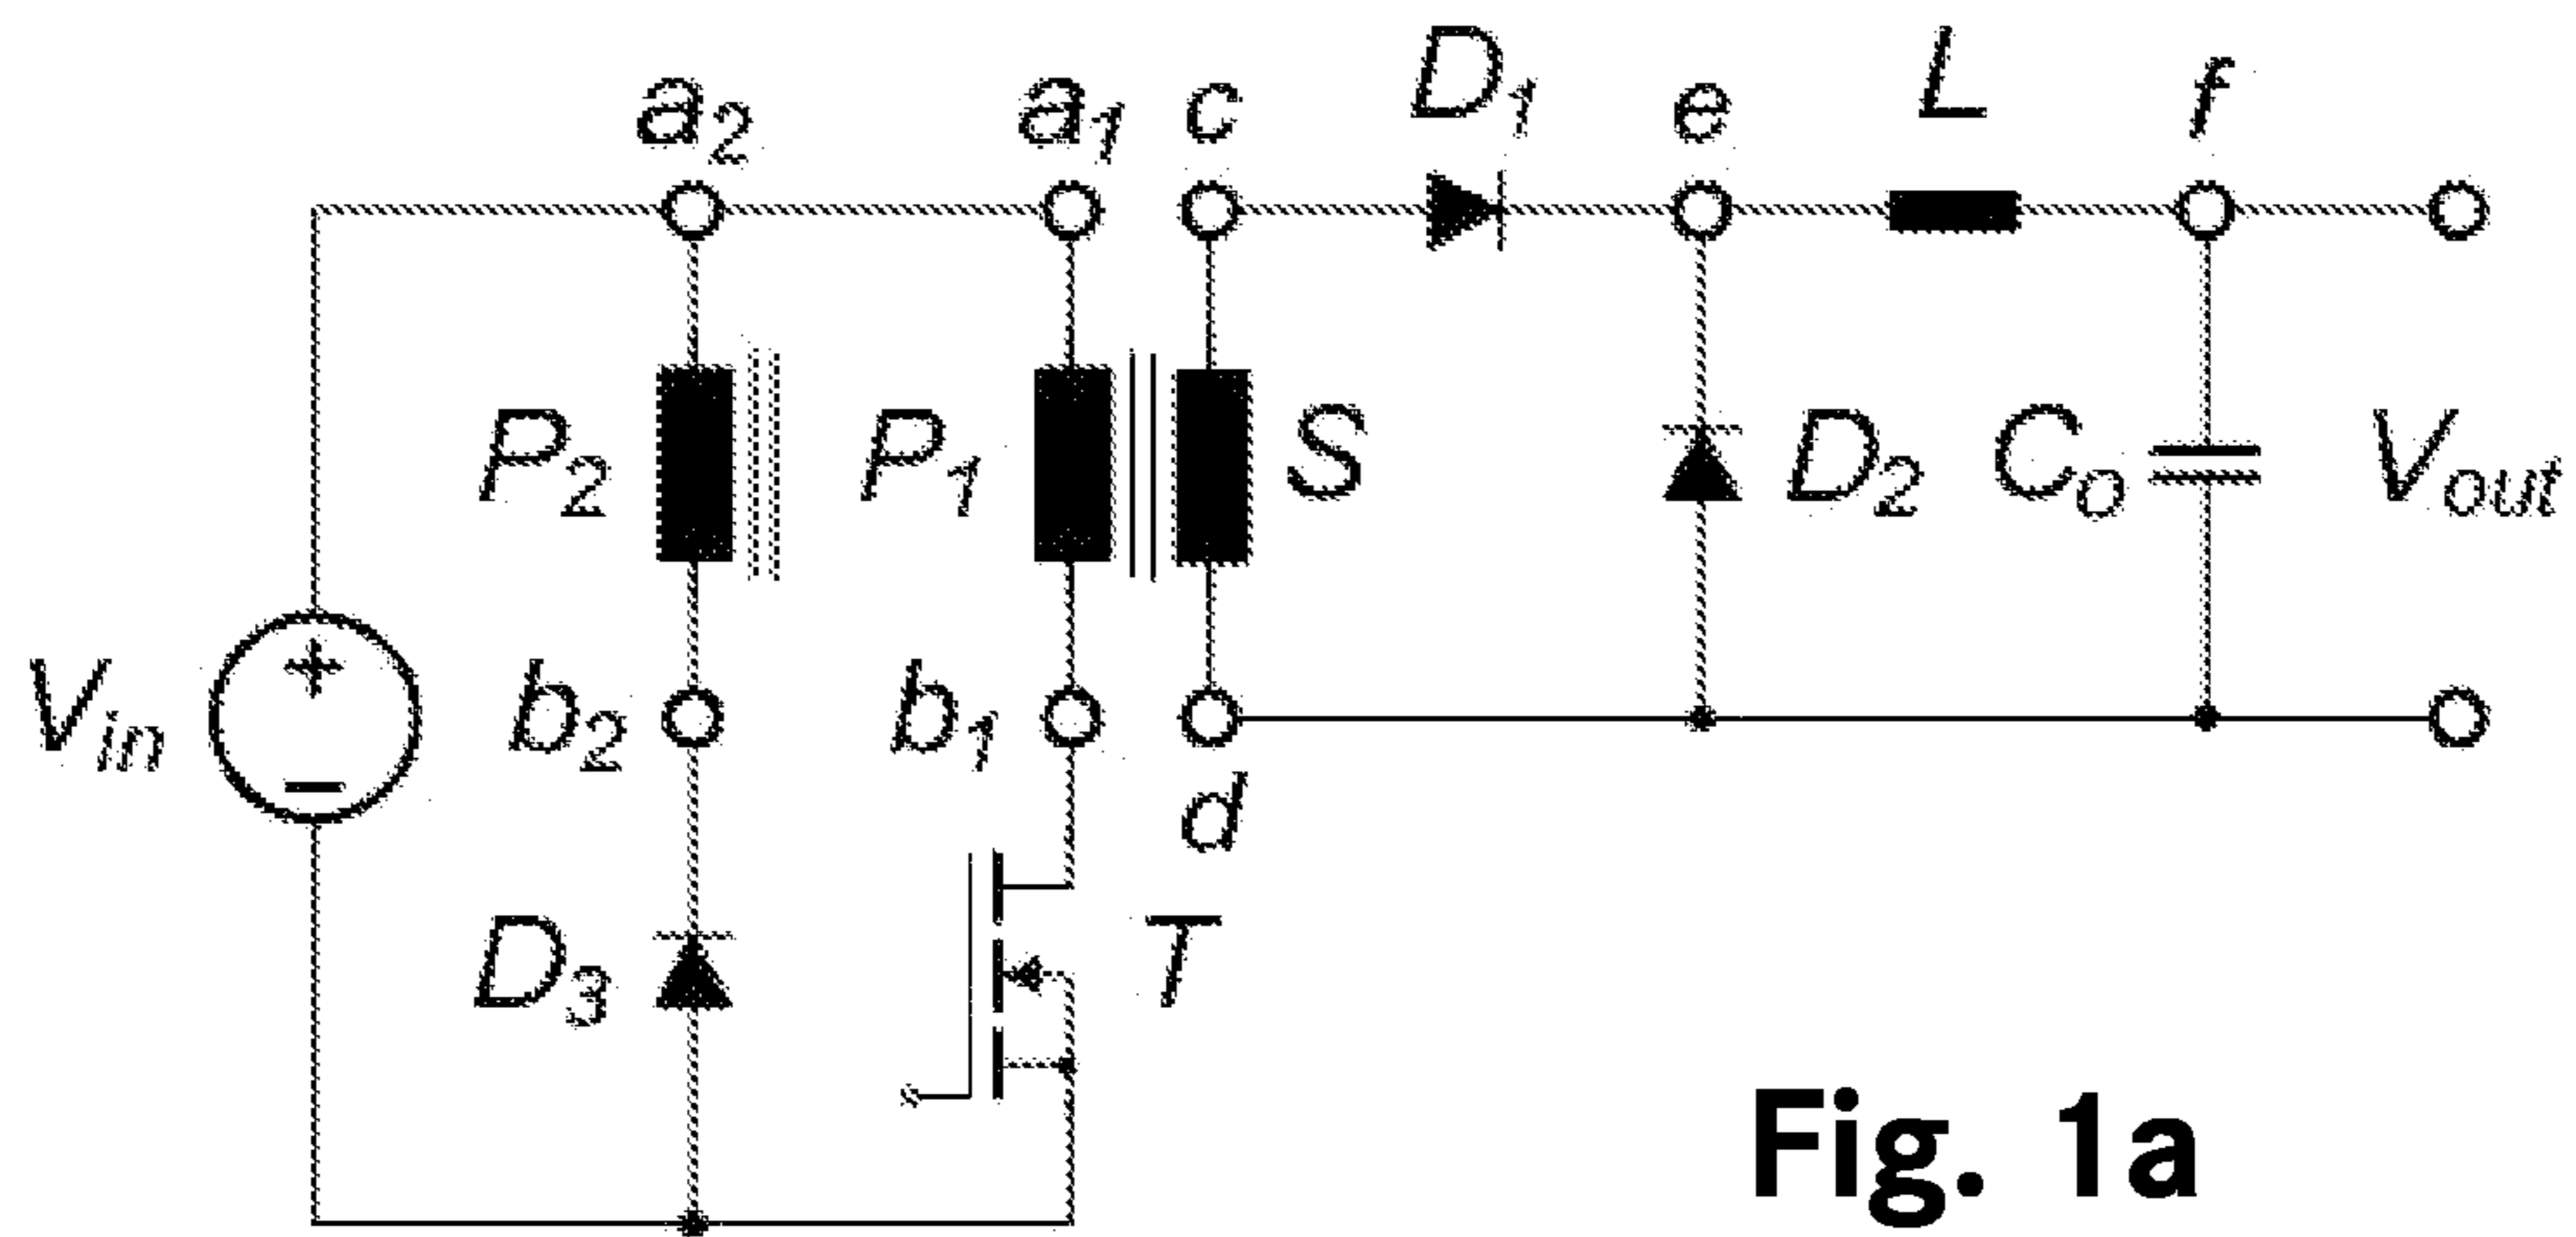 a₂ a₁ c D₁ e L f
P₂ P₁ S D₂ Cₒ Vout
Vin + − b₂ b₁ d
D₃ T
Fig. 1a